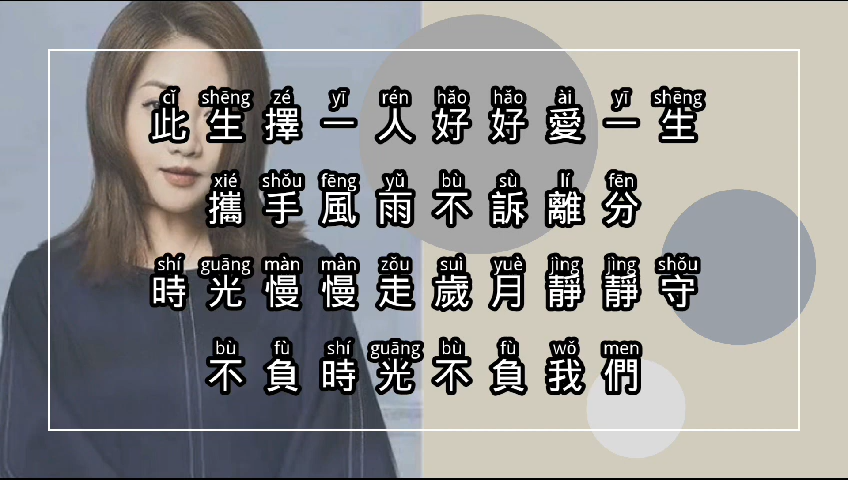 cǐ shēng zé yī rén hǎo hǎo ài yī shēng
此生擇一人好好愛一生
xié shǒu fēng yǔ bù sù lí fēn
攜手風雨不訴離分
shí guāng màn màn zǒu suì yuè jìng jìng shǒu
時光慢慢走歲月靜靜守
bù fù shí guāng bù fù wǒ men
不負時光不負我們